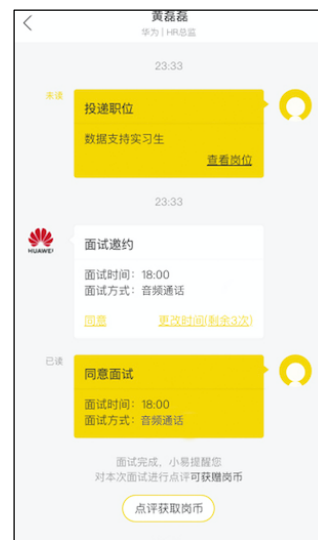 黄磊磊
华为 | HR总监
23:33
未读
投递职位
数据支持实习生
查看岗位
23:33
HUAWEI
面试邀约
面试时间：18:00
面试方式：音频通话
同意 更改时间(剩余3次)
已读
同意面试
面试时间：18:00
面试方式：音频通话
面试完成，小易提醒您
对本次面试进行点评可获赠岗币
点评获取岗币